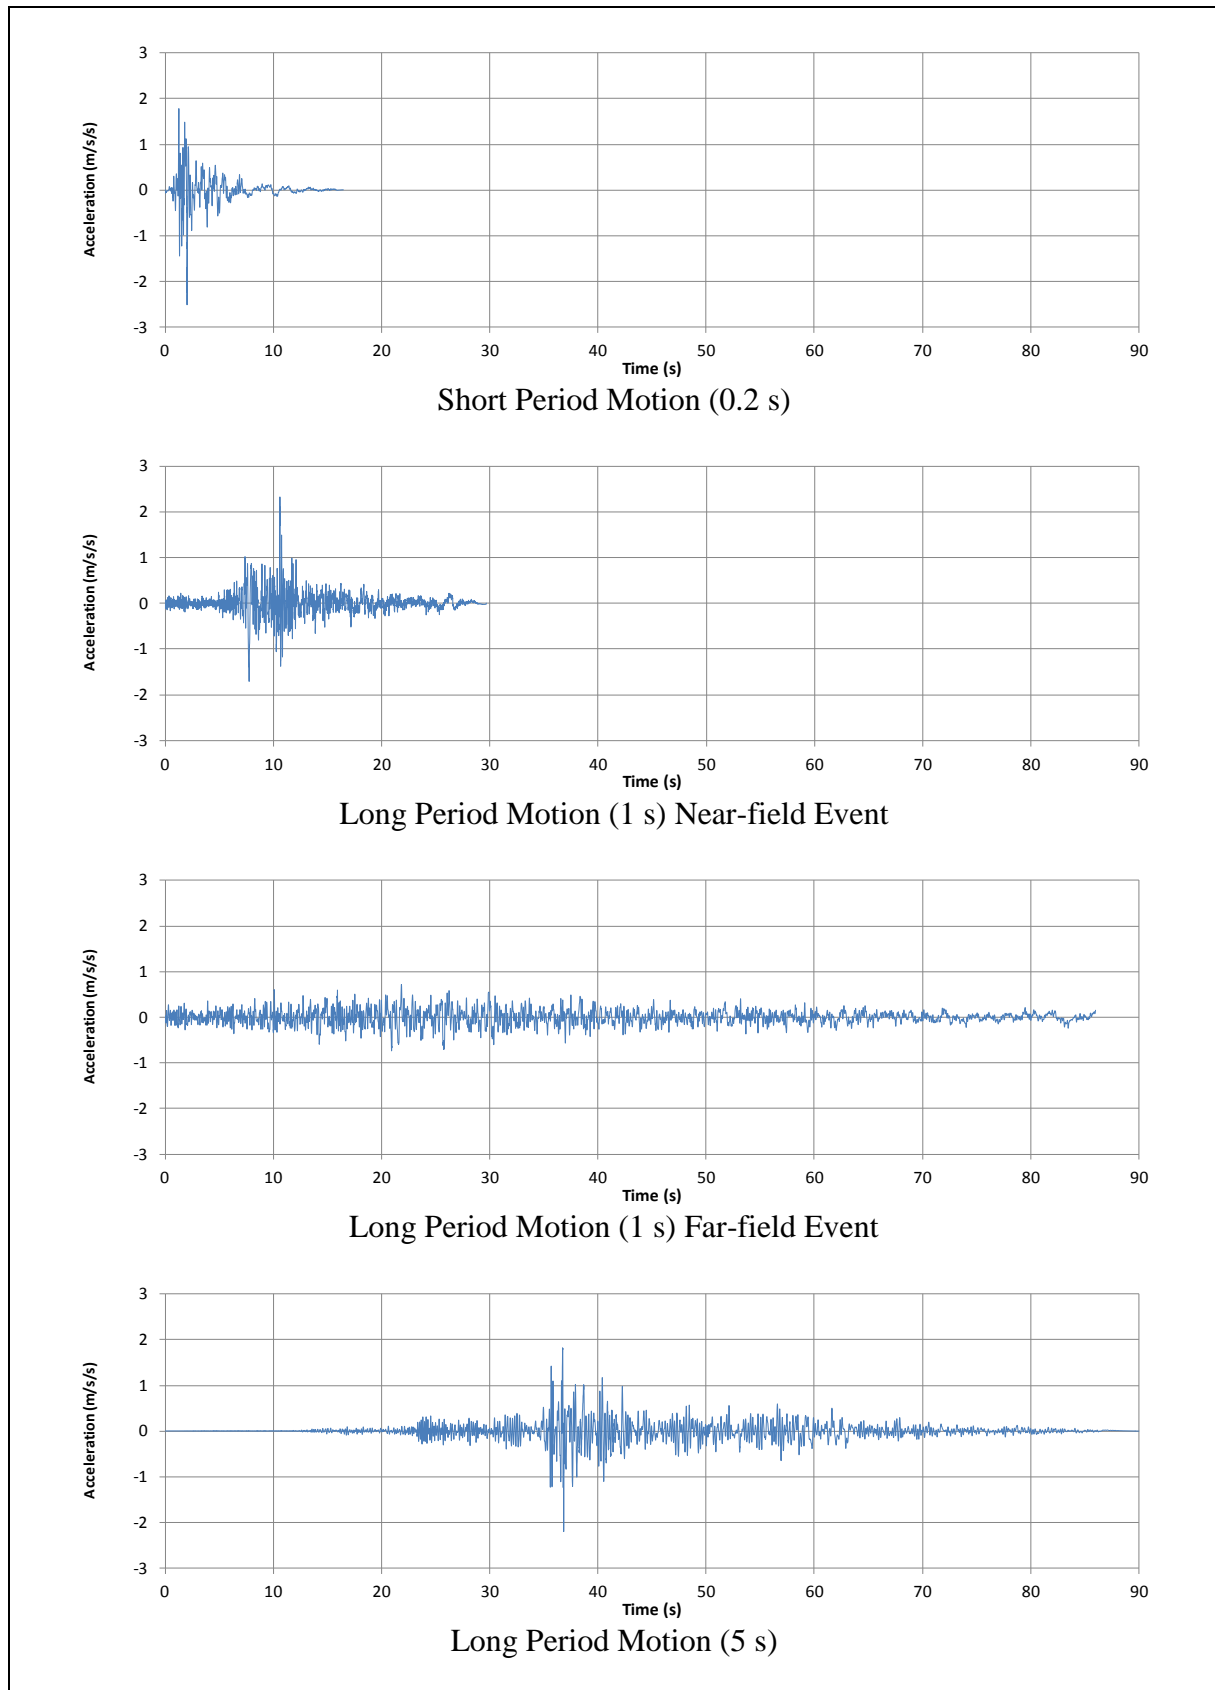 3
2
1
0
-1
-2
-3
Acceleration (m/s/s)
0 10 20 30 40 50 60 70 80 90
Time (s)
Short Period Motion (0.2 s)
3
2
1
0
-1
-2
-3
Acceleration (m/s/s)
0 10 20 30 40 50 60 70 80 90
Time (s)
Long Period Motion (1 s) Near-field Event
3
2
1
0
-1
-2
-3
Acceleration (m/s/s)
0 10 20 30 40 50 60 70 80 90
Time (s)
Long Period Motion (1 s) Far-field Event
3
2
1
0
-1
-2
-3
Acceleration (m/s/s)
0 10 20 30 40 50 60 70 80 90
Time (s)
Long Period Motion (5 s)